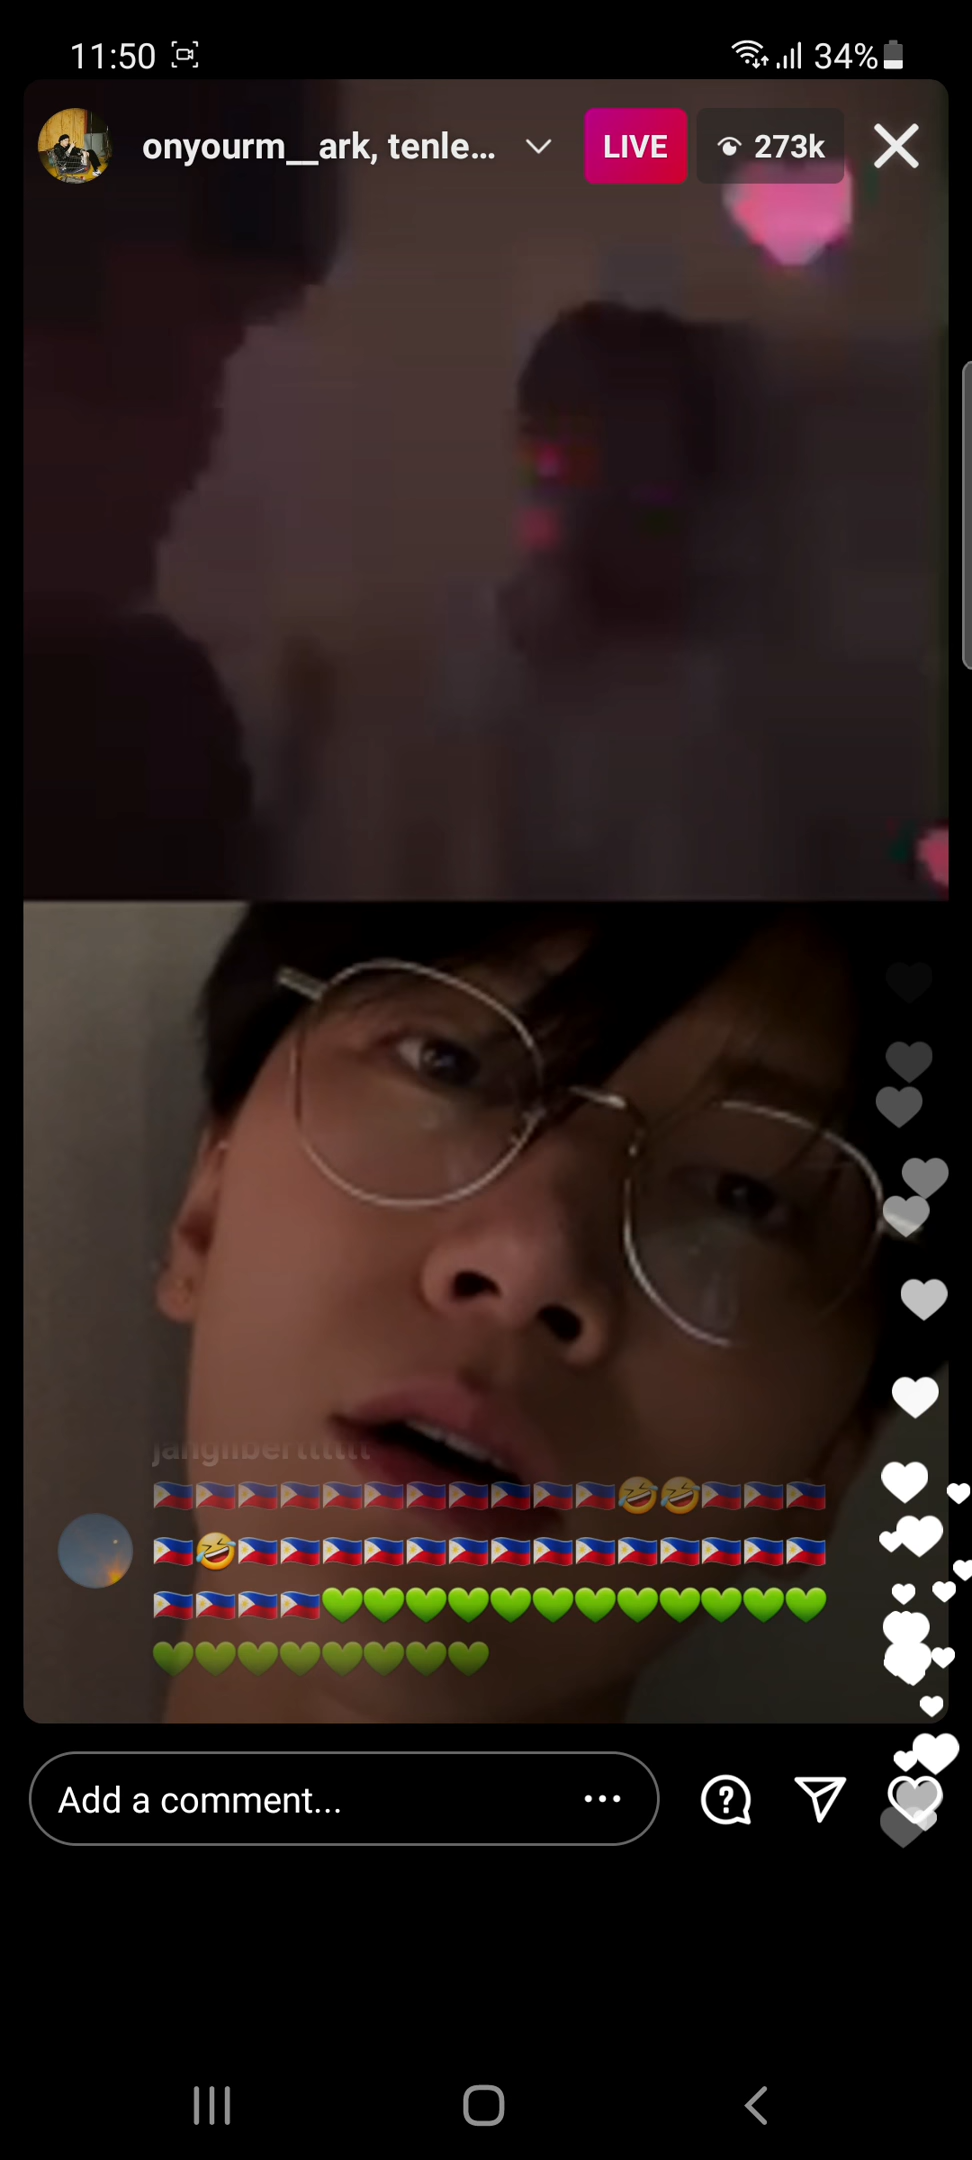 11:50
34%
onyourm__ark, tenle...
LIVE
273k
🇵🇭🇵🇭🇵🇭🇵🇭🇵🇭🇵🇭🇵🇭🇵🇭🇵🇭🇵🇭🇵🇭🤣🤣🇵🇭🇵🇭🇵🇭
🇵🇭🤣🇵🇭🇵🇭🇵🇭🇵🇭🇵🇭🇵🇭🇵🇭🇵🇭🇵🇭🇵🇭🇵🇭🇵🇭🇵🇭🇵🇭
🇵🇭🇵🇭🇵🇭🇵🇭💚💚💚💚💚💚💚💚💚💚💚💚
💚💚💚💚💚💚💚💚
Add a comment...